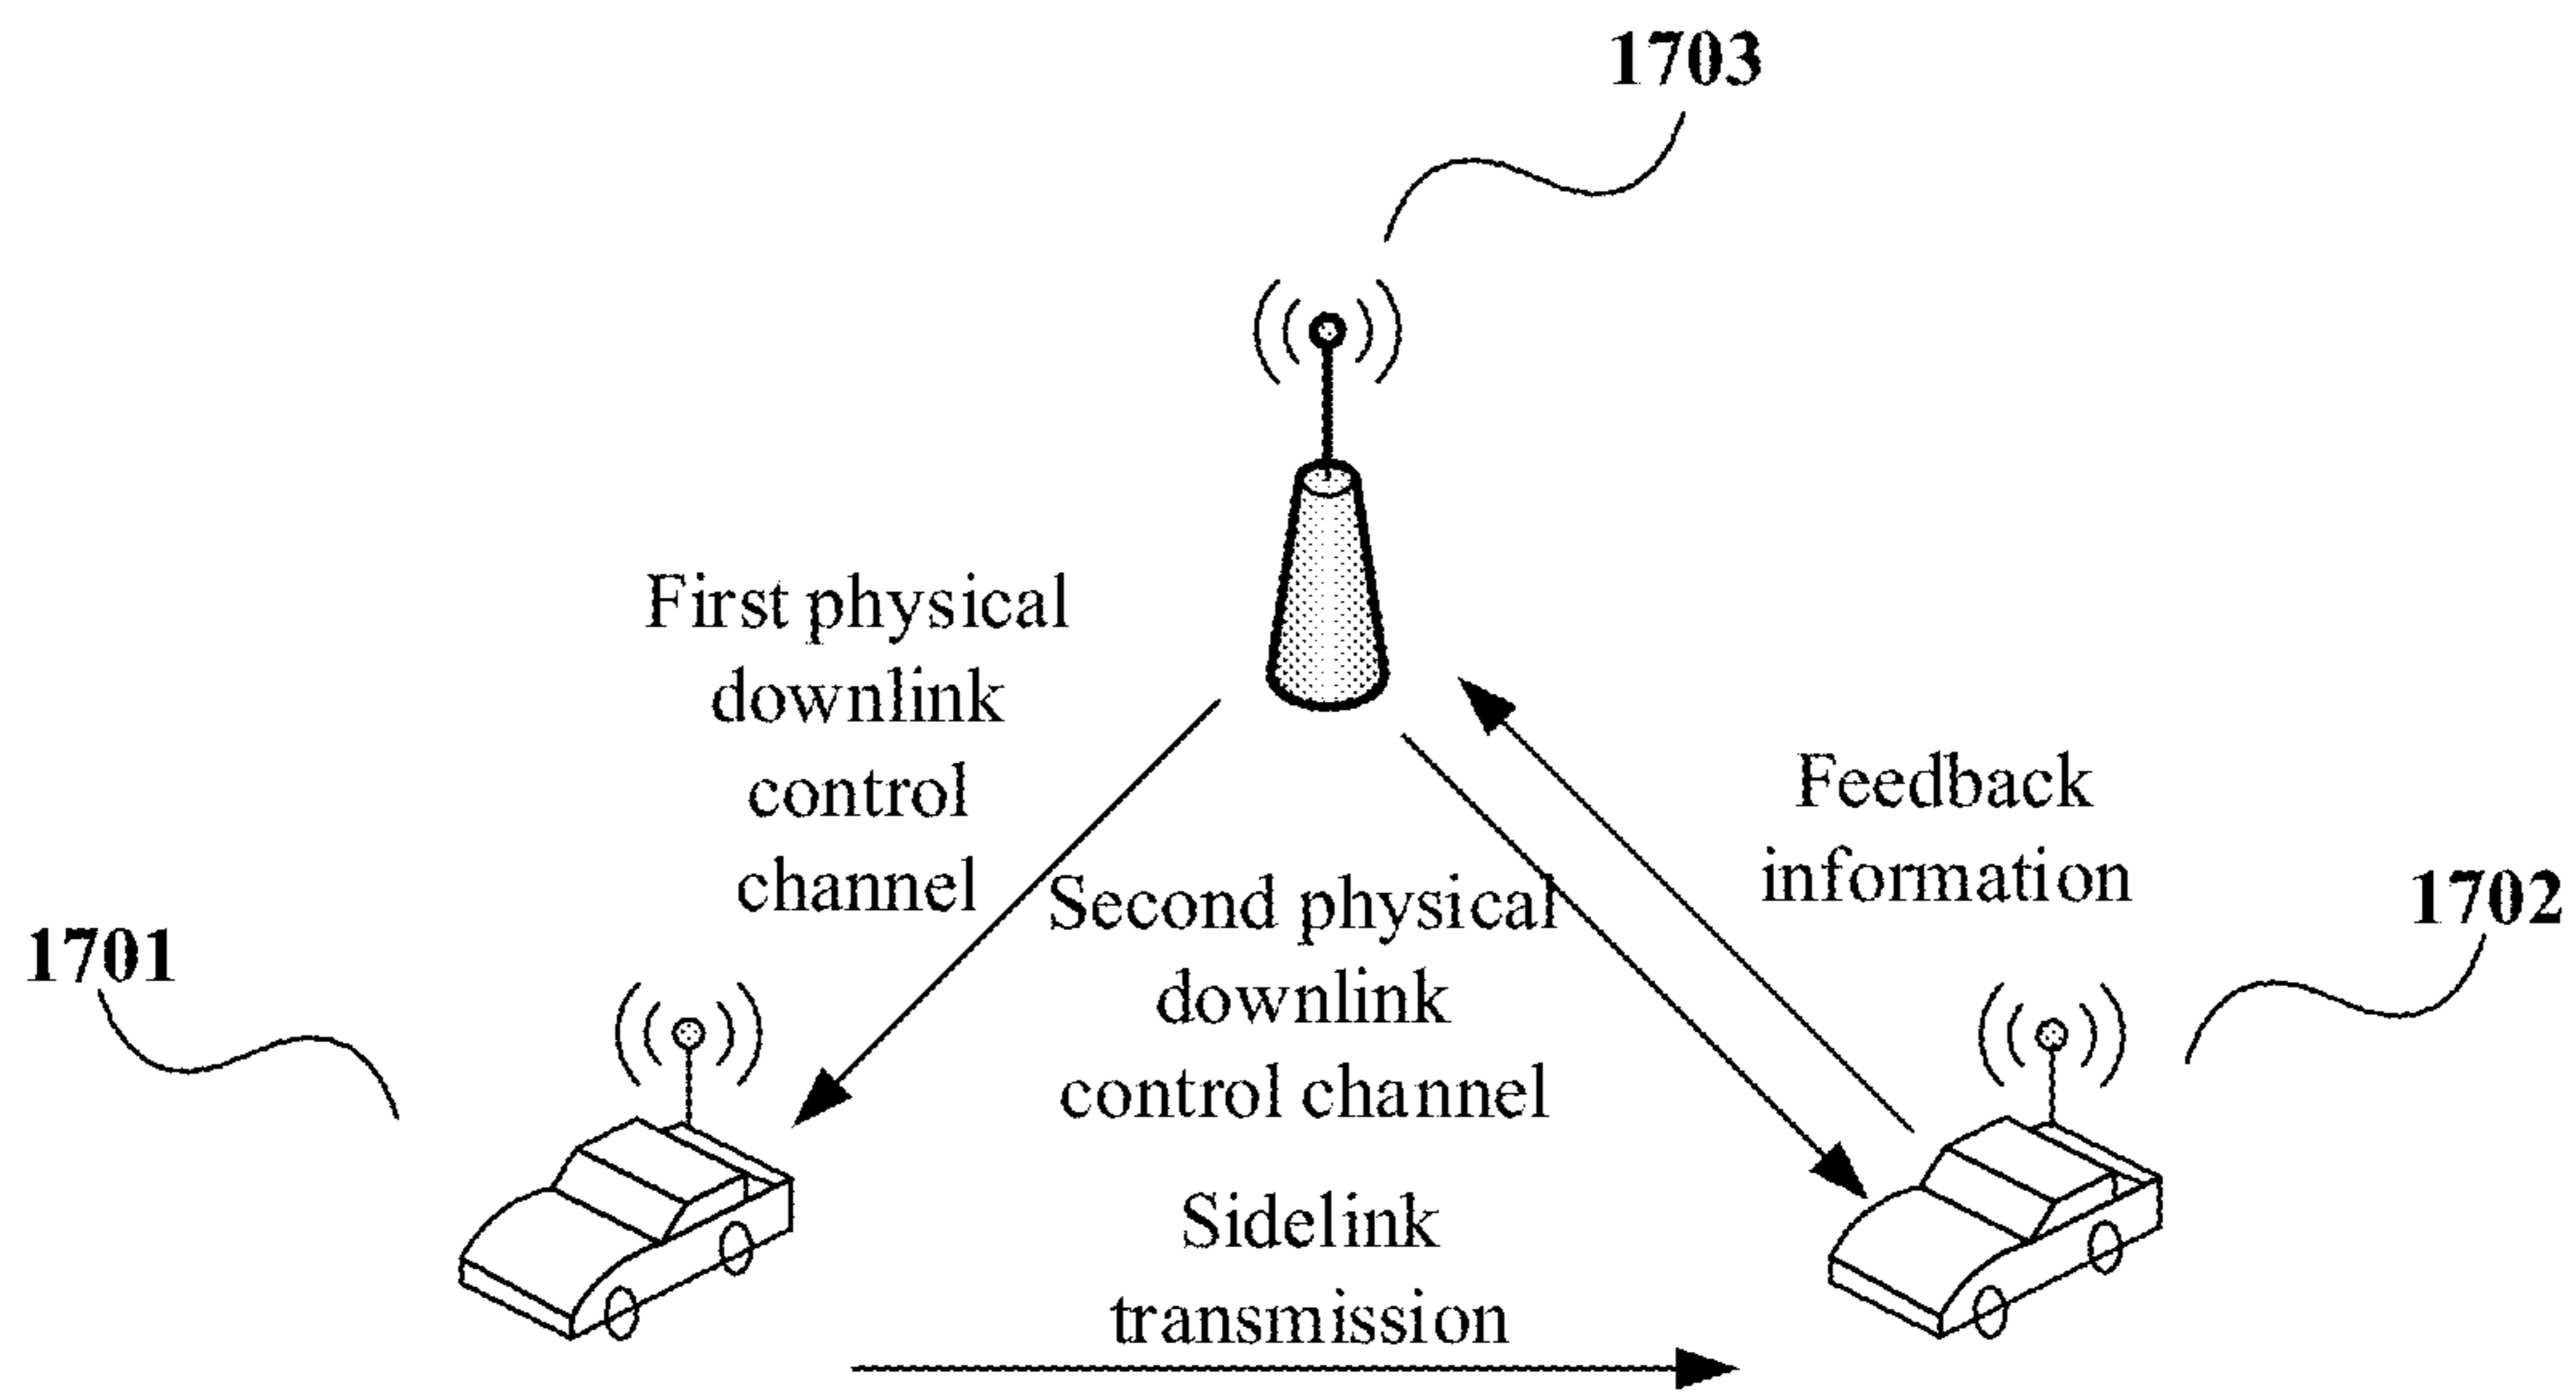 1703
First physical
downlink
control
channel
Feedback
information
Second physical
downlink
control channel
1701
1702
Sidelink
transmission